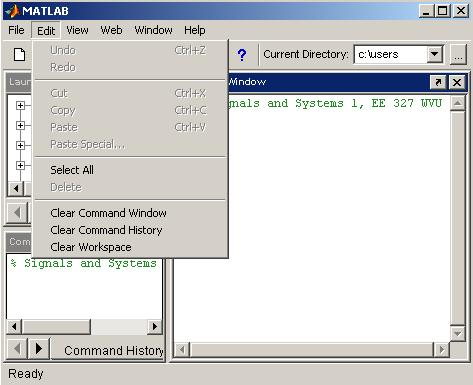 MATLAB
File Edit View Web Window Help
? Current Directory: c:\users ...
Undo Ctrl+Z
Redo
Cut Ctrl+X
Copy Ctrl+C
Paste Ctrl+V
Paste Special...
Select All
Delete
Clear Command Window
Clear Command History
Clear Workspace
Laun
Window
gnals and Systems 1, EE 327 WVU
Com
% Signals and Systems
Command History
Ready